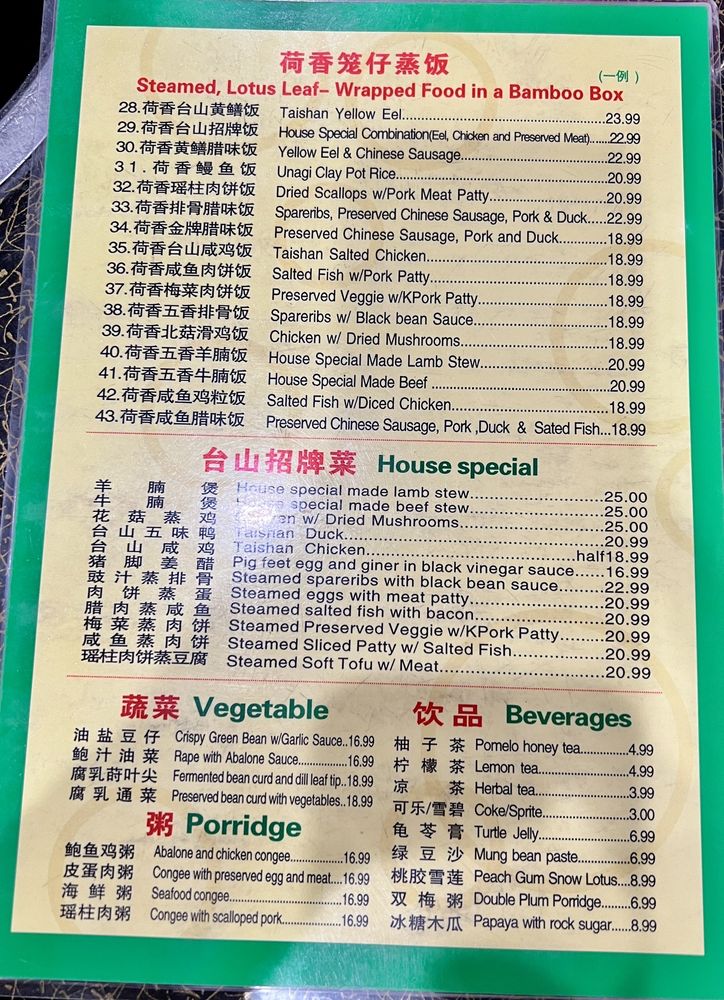 荷香笼仔蒸饭 (一例)
Steamed, Lotus Leaf– Wrapped Food in a Bamboo Box
28.荷香台山黄鳝饭 Taishan Yellow Eel...23.99
29.荷香台山招牌饭 House Special Combination(Eel, Chicken and Preserved Meat)...22.99
30.荷香黄鳝腊味饭 Yellow Eel & Chinese Sausage...22.99
31.荷香鳗鱼饭 Unagi Clay Pot Rice...20.99
32.荷香瑶柱肉饼饭 Dried Scallops w/Pork Meat Patty...20.99
33.荷香排骨腊味饭 Spareribs, Preserved Chinese Sausage, Pork & Duck...22.99
34.荷香金牌腊味饭 Preserved Chinese Sausage, Pork and Duck...18.99
35.荷香台山咸鸡饭 Taishan Salted Chicken...18.99
36.荷香咸鱼肉饼饭 Salted Fish w/Pork Patty...18.99
37.荷香梅菜肉饼饭 Preserved Veggie w/KPork Patty...18.99
38.荷香五香排骨饭 Spareribs w/ Black bean Sauce...18.99
39.荷香北菇滑鸡饭 Chicken w/ Dried Mushrooms...18.99
40.荷香五香羊腩饭 House Special Made Lamb Stew...20.99
41.荷香五香牛腩饭 House Special Made Beef...20.99
42.荷香咸鱼鸡粒饭 Salted Fish w/Diced Chicken...18.99
43.荷香咸鱼腊味饭 Preserved Chinese Sausage, Pork ,Duck & Sated Fish...18.99
台山招牌菜 House special
羊腩煲 House special made lamb stew...25.00
牛腩煲 House special made beef stew...25.00
花菇蒸鸡 Chicken w/ Dried Mushrooms...25.00
台山五味鸭 Taishan Duck...20.99
台山咸鸡 Taishan Chicken...half18.99
猪脚姜醋 Pig feet egg and giner in black vinegar sauce...16.99
豉汁蒸排骨 Steamed spareribs with black bean sauce...22.99
肉饼蒸蛋 Steamed eggs with meat patty...20.99
腊肉蒸咸鱼 Steamed salted fish with bacon...20.99
梅菜蒸肉饼 Steamed Preserved Veggie w/KPork Patty...20.99
咸鱼蒸肉饼 Steamed Sliced Patty w/ Salted Fish...20.99
瑶柱肉饼蒸豆腐 Steamed Soft Tofu w/ Meat...20.99
蔬菜 Vegetable
油盐豆仔 Crispy Green Bean w/Garlic Sauce..16.99
鲍汁油菜 Rape with Abalone Sauce...16.99
腐乳莳叶尖 Fermented bean curd and dill leaf tip..18.99
腐乳通菜 Preserved bean curd with vegetables..18.99
粥 Porridge
鲍鱼鸡粥 Abalone and chicken congee...16.99
皮蛋肉粥 Congee with preserved egg and meat...16.99
海鲜粥 Seafood congee...16.99
瑶柱肉粥 Congee with scalloped pork...16.99
饮品 Beverages
柚子茶 Pomelo honey tea...4.99
柠檬茶 Lemon tea...4.99
凉茶 Herbal tea...3.99
可乐/雪碧 Coke/Sprite...3.00
龟苓膏 Turtle Jelly...6.99
绿豆沙 Mung bean paste...6.99
桃胶雪莲 Peach Gum Snow Lotus...8.99
双梅粥 Double Plum Porridge...6.99
冰糖木瓜 Papaya with rock sugar...8.99